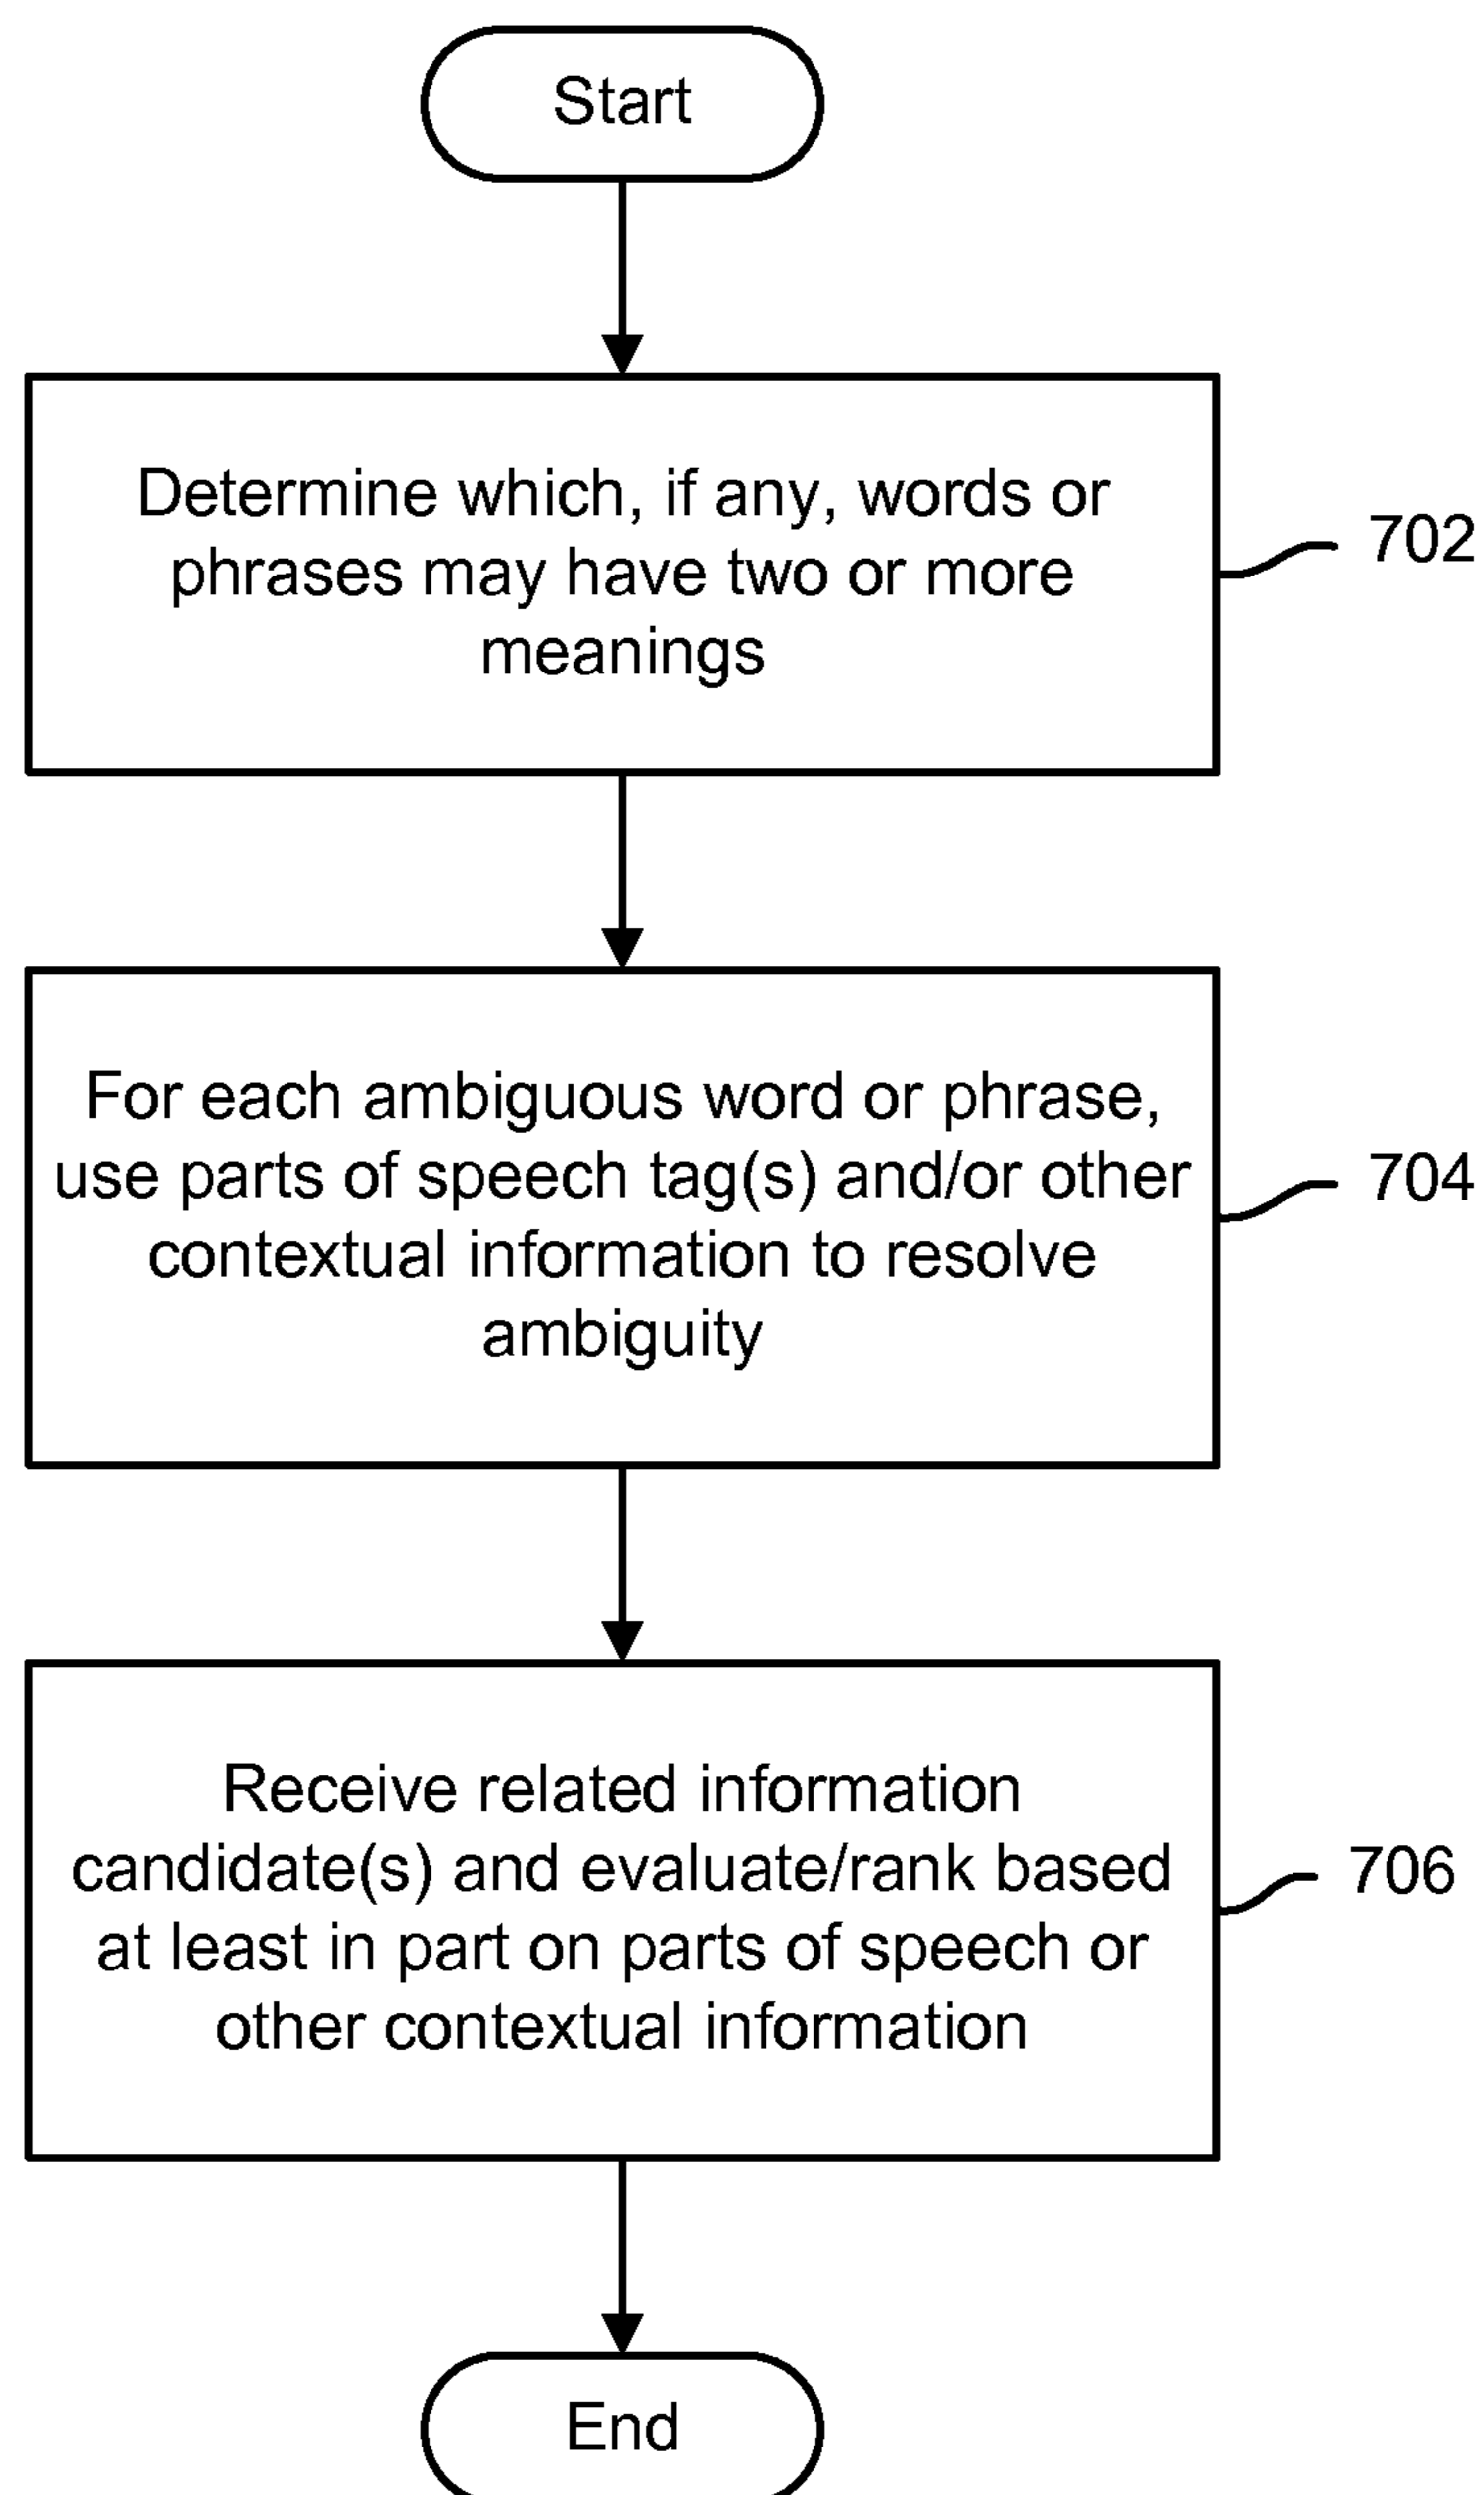 Start
Determine which, if any, words or
phrases may have two or more
meanings
702
For each ambiguous word or phrase,
use parts of speech tag(s) and/or other
contextual information to resolve
ambiguity
704
Receive related information
candidate(s) and evaluate/rank based
at least in part on parts of speech or
other contextual information
706
End